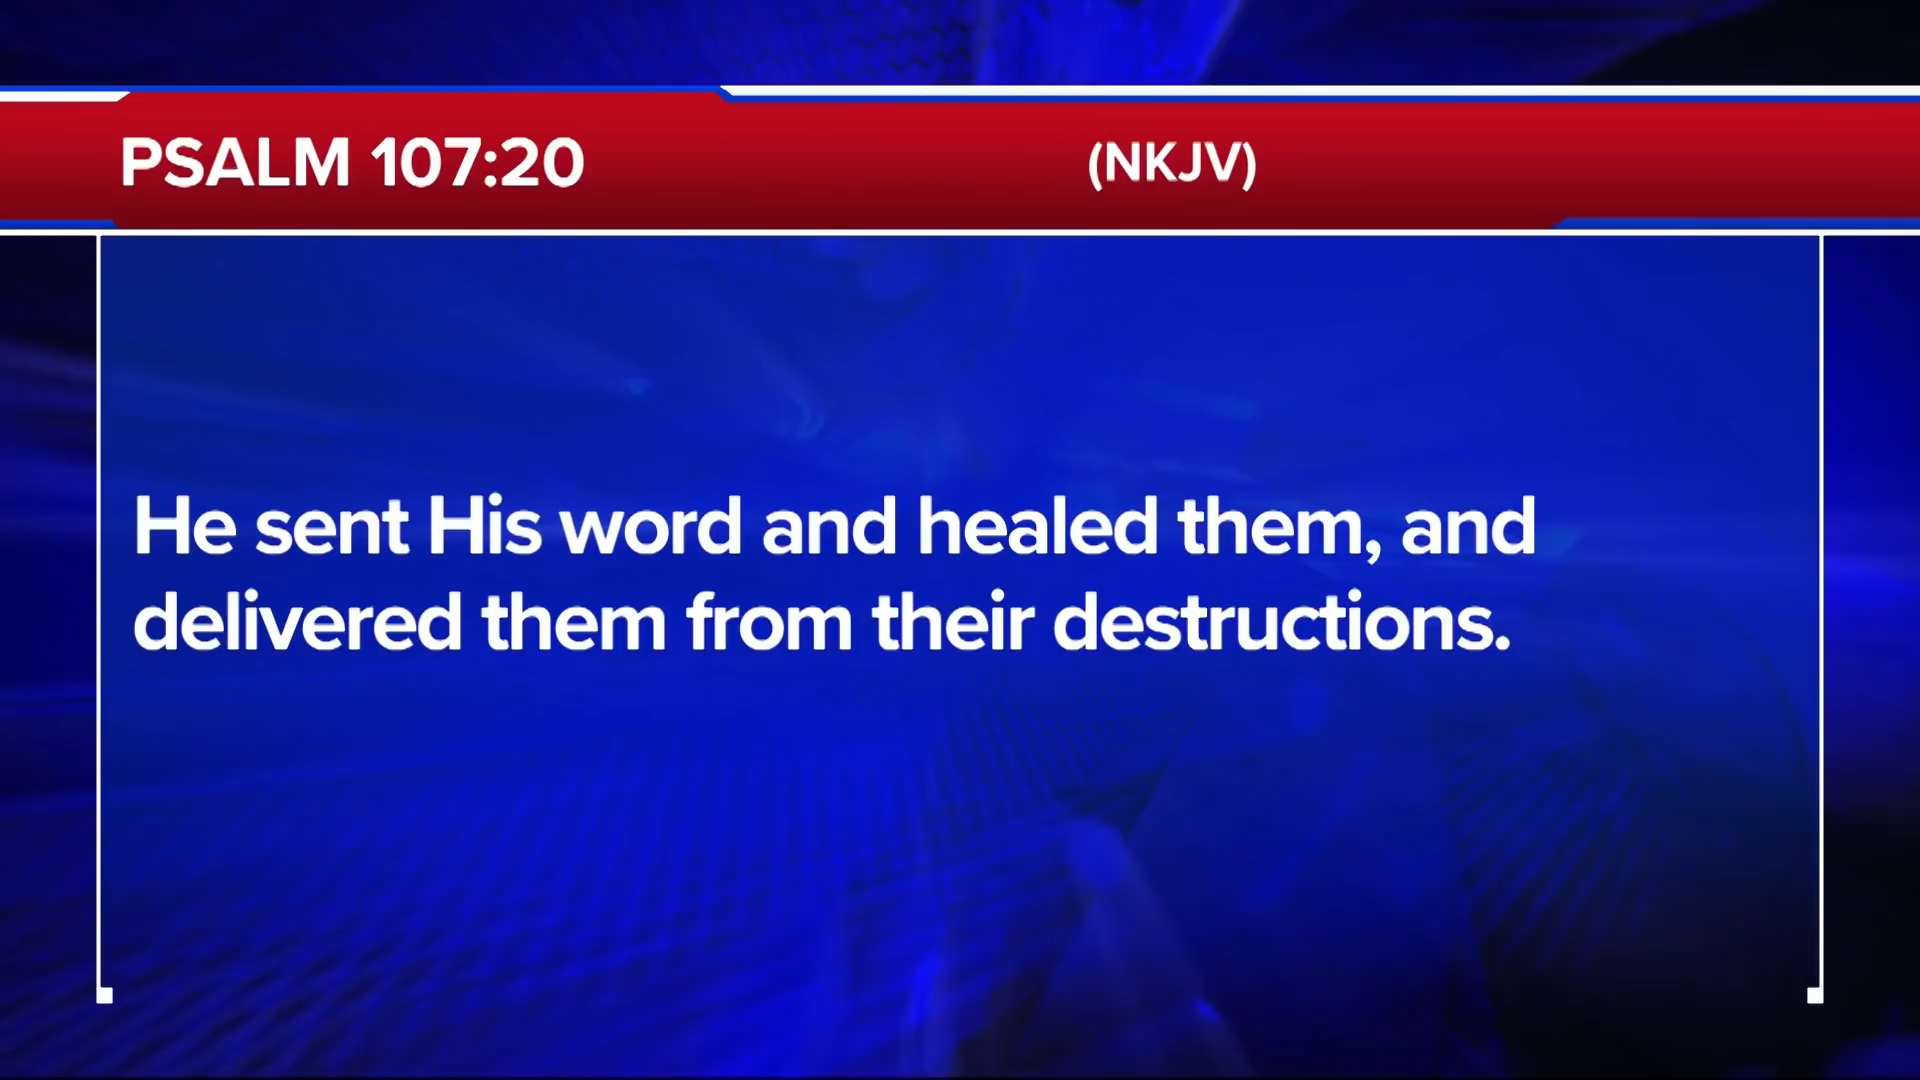 PSALM 107:20 (NKJV)
He sent His word and healed them, and
delivered them from their destructions.